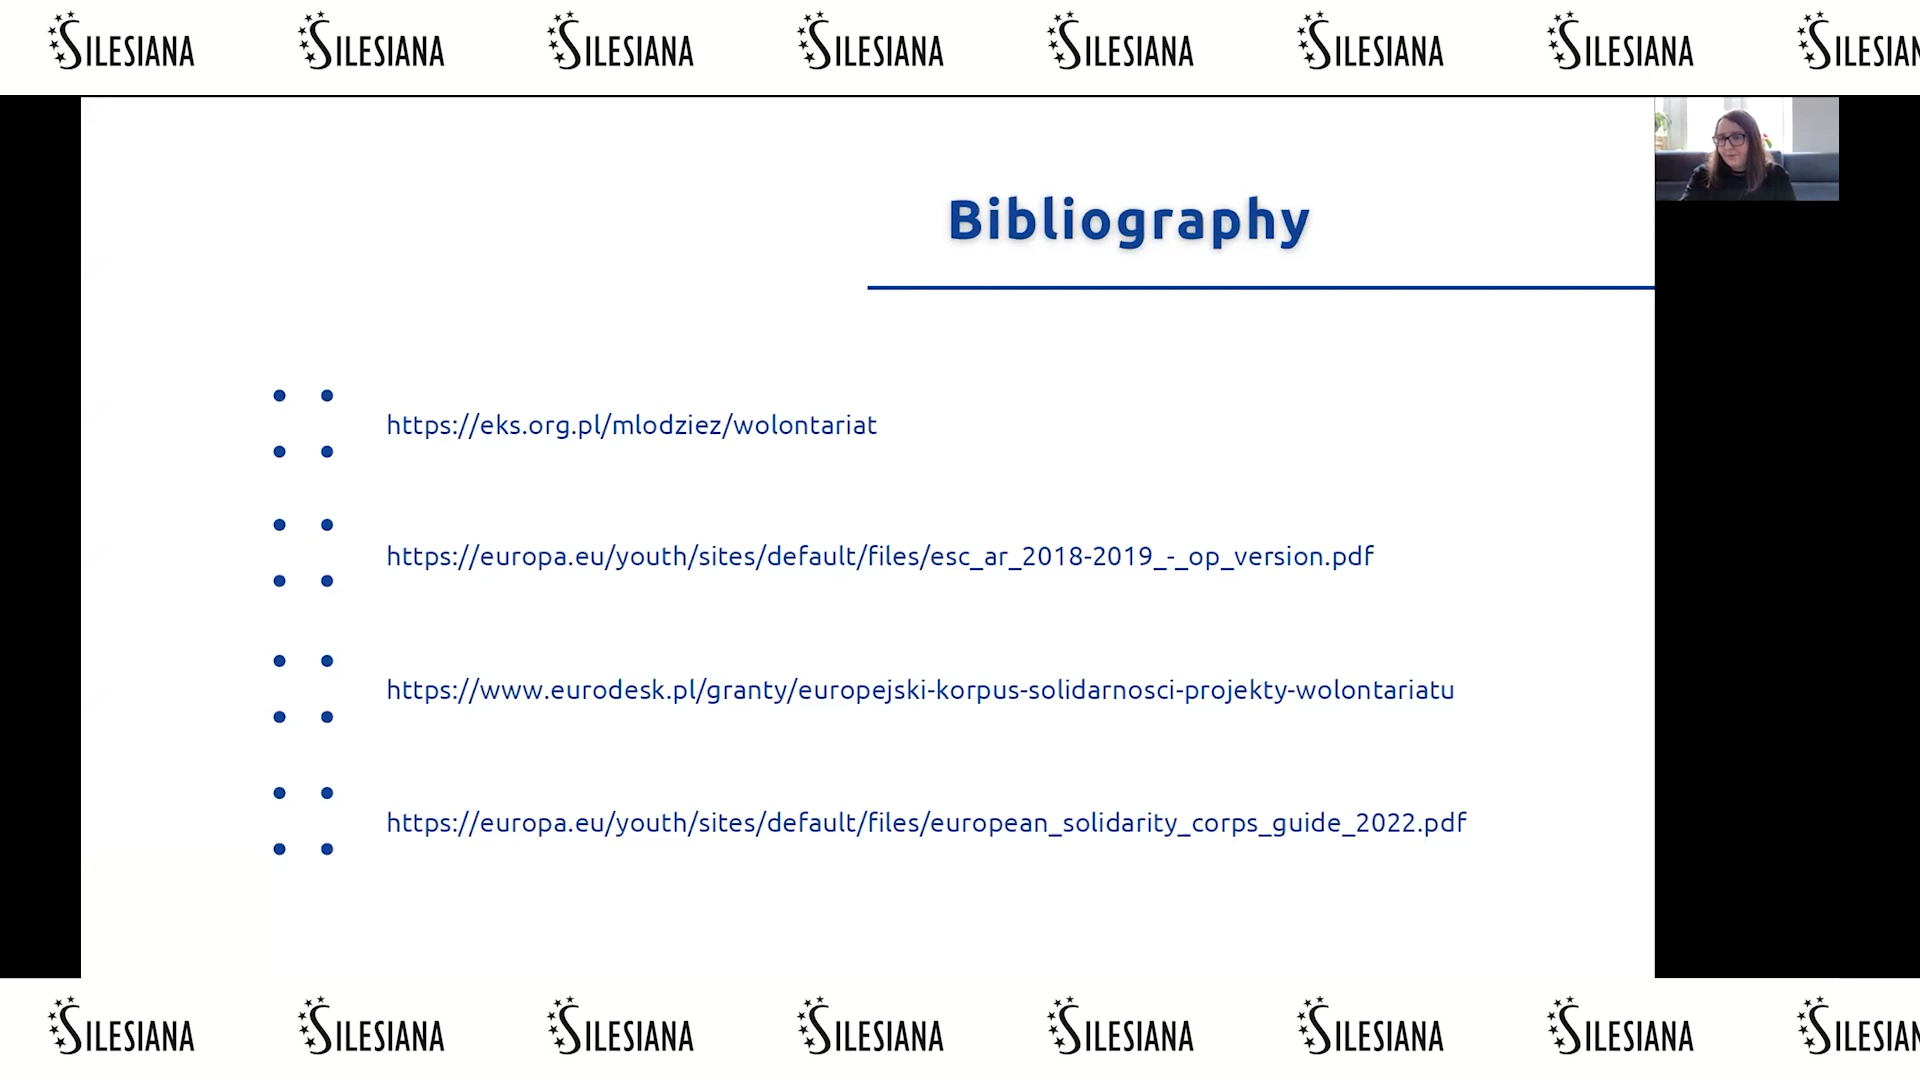 SILESIANA SILESIANA SILESIANA SILESIANA SILESIANA SILESIANA SILESIANA SILESIAN
Bibliography
https://eks.org.pl/mlodziez/wolontariat
https://europa.eu/youth/sites/default/files/esc_ar_2018-2019_-_op_version.pdf
https://www.eurodesk.pl/granty/europejski-korpus-solidarnosci-projekty-wolontariatu
https://europa.eu/youth/sites/default/files/european_solidarity_corps_guide_2022.pdf
SILESIANA SILESIANA SILESIANA SILESIANA SILESIANA SILESIANA SILESIANA SILESIAN